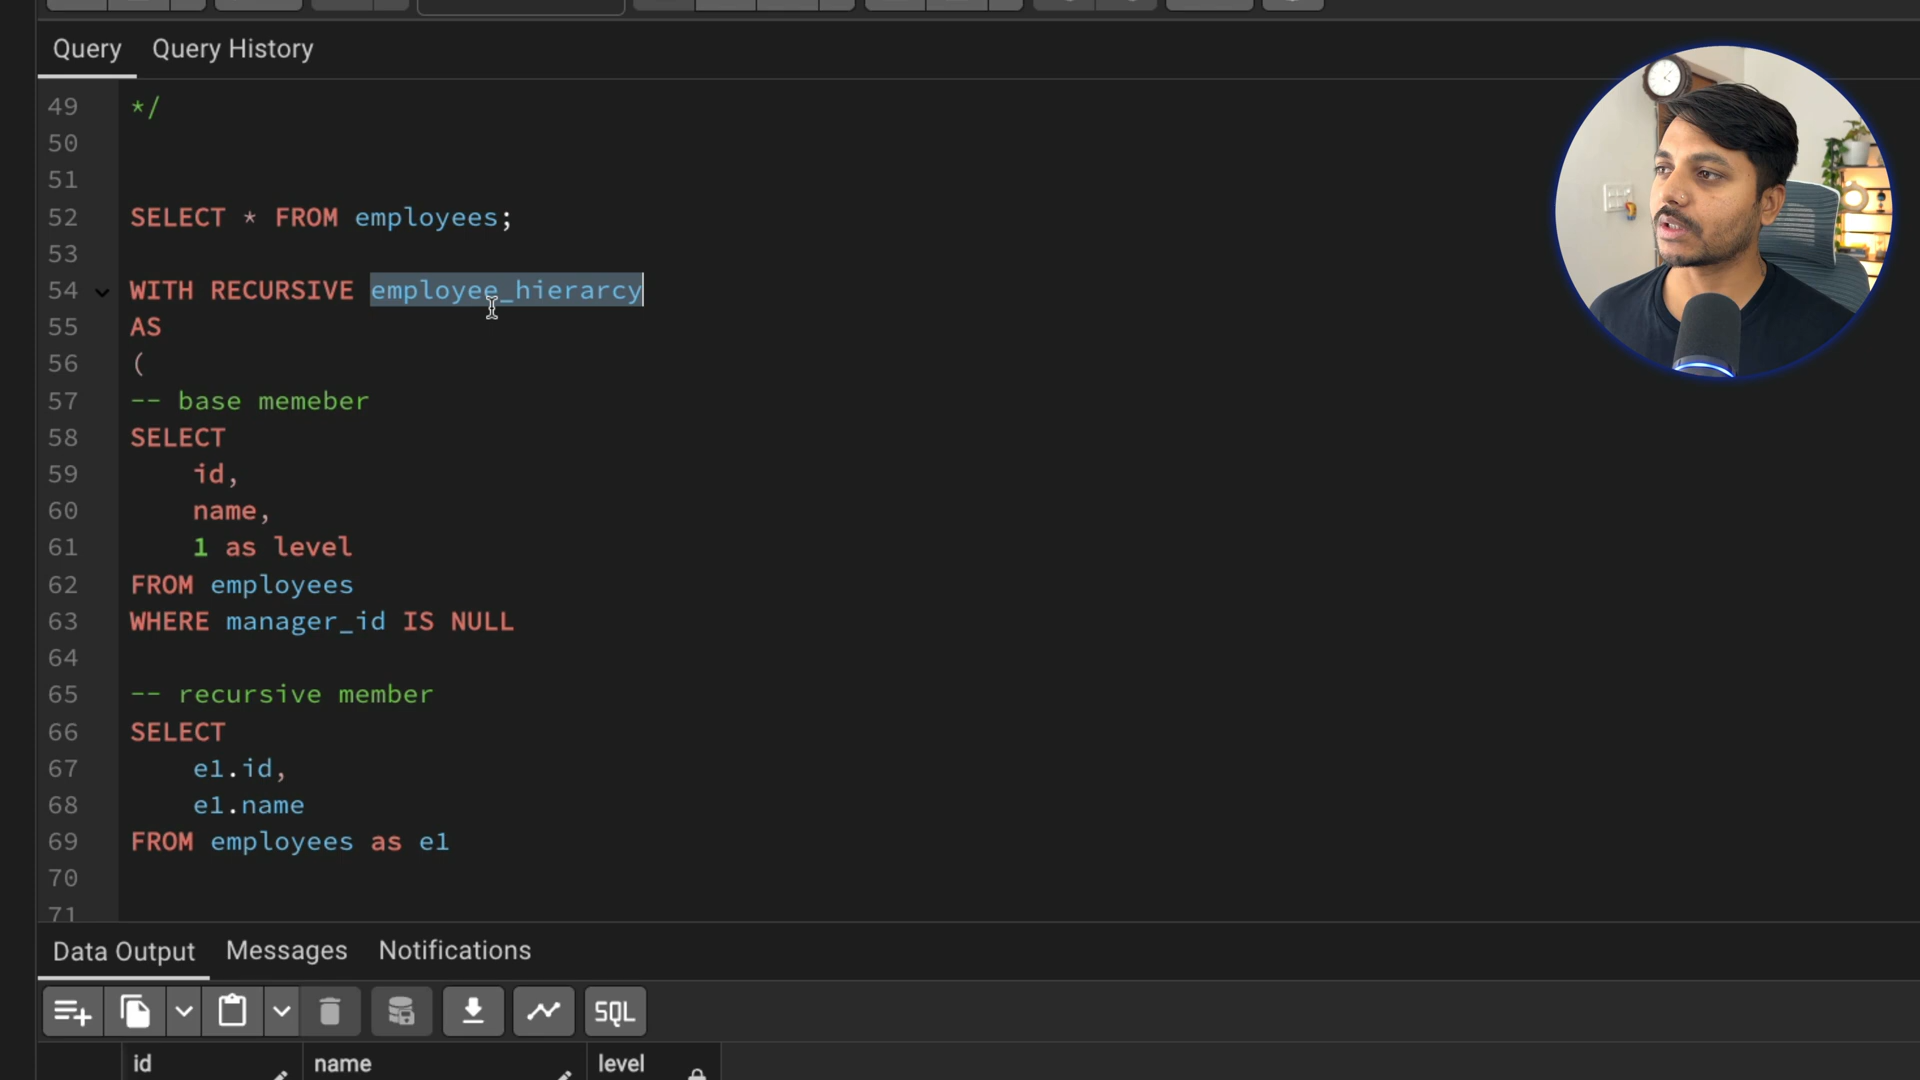 Query Query History
49 */
50
51
52 SELECT * FROM employees;
53
54 WITH RECURSIVE employee_hierarcy
55 AS
56 (
57 -- base memeber
58 SELECT
59 id,
60 name,
61 1 as level
62 FROM employees
63 WHERE manager_id IS NULL
64
65 -- recursive member
66 SELECT
67 e1.id,
68 e1.name
69 FROM employees as e1
70
71
Data Output Messages Notifications
SQL
id name level